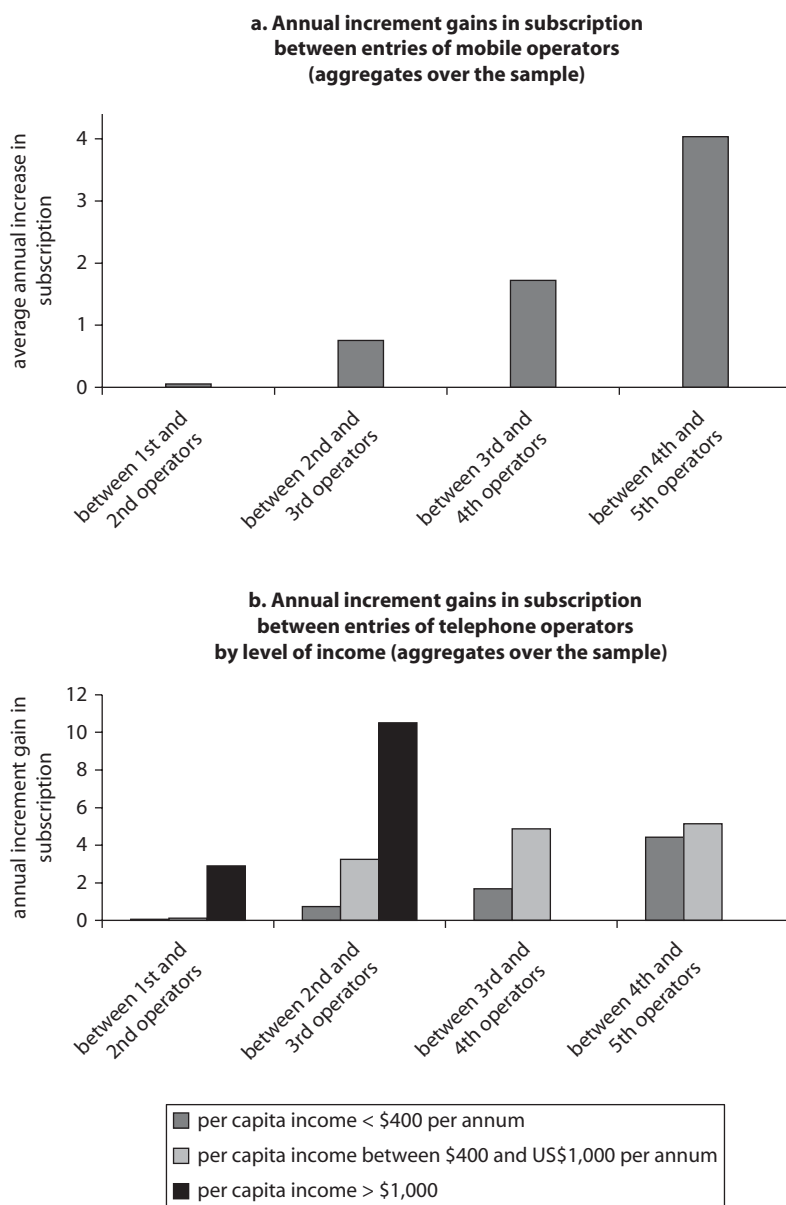 a. Annual increment gains in subscription
between entries of mobile operators
(aggregates over the sample)
average annual increase in
subscription
4
3
2
1
0
between 1st and
2nd operators
between 2nd and
3rd operators
between 3rd and
4th operators
between 4th and
5th operators
b. Annual increment gains in subscription
between entries of telephone operators
by level of income (aggregates over the sample)
annual increment gain in
subscription
12
10
8
6
4
2
0
between 1st and
2nd operators
between 2nd and
3rd operators
between 3rd and
4th operators
between 4th and
5th operators
per capita income < $400 per annum
per capita income between $400 and US$1,000 per annum
per capita income > $1,000